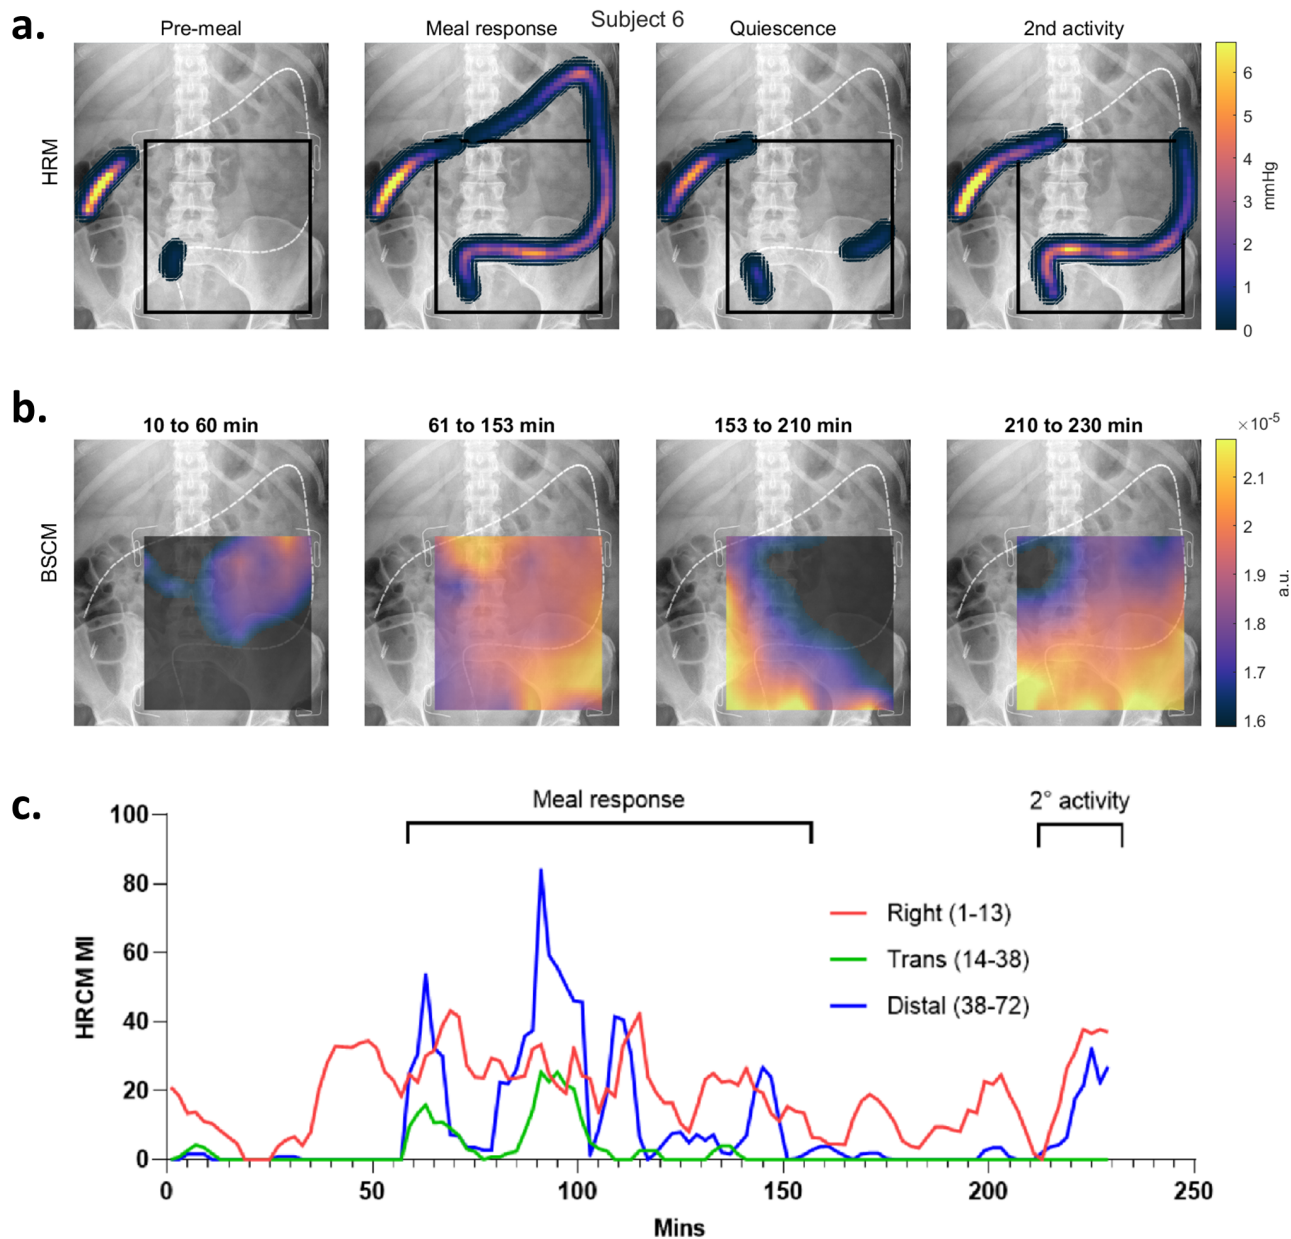 a.
Subject 6
Pre-meal Meal response Quiescence 2nd activity
HRM
6
5
4
3
2
1
0
mmHg
b.
10 to 60 min 61 to 153 min 153 to 210 min 210 to 230 min
×10⁻⁵
BSCM
2.1
2
1.9
1.8
1.7
1.6
a.u.
c.
Meal response 2° activity
100
80
60
40
20
0
HRCM MI
Right (1-13)
Trans (14-38)
Distal (38-72)
0 50 100 150 200 250
Mins